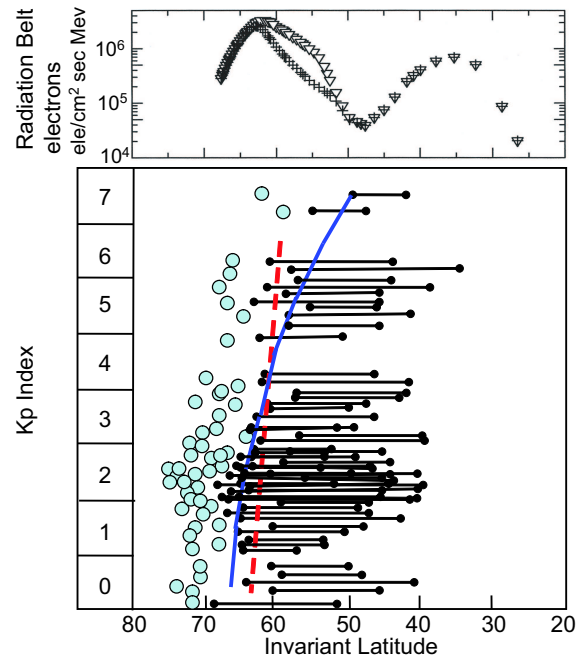 Radiation Belt
electrons
ele/cm² sec Mev
10⁶
10⁵
10⁴
Kp Index
7
6
5
4
3
2
1
0
80 70 60 50 40 30 20
Invariant Latitude